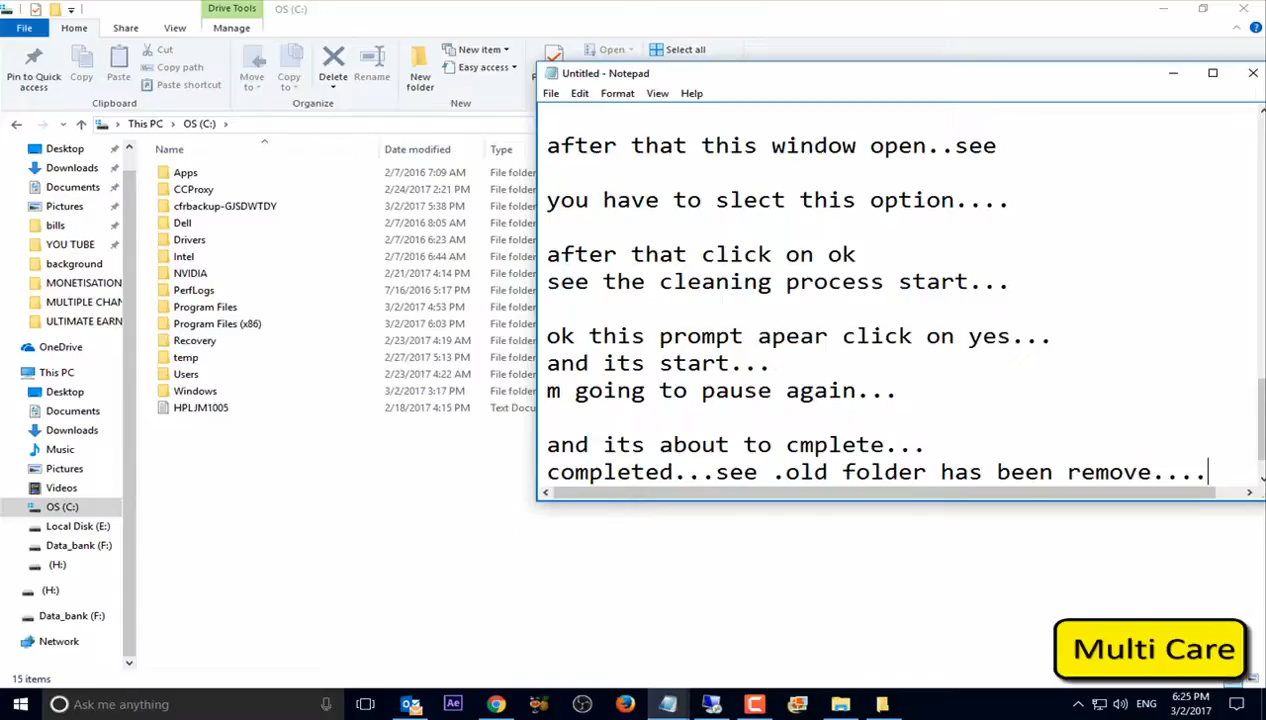 Drive Tools
OS (C:)
File
Home
Share
View
Manage
Pin to Quick access
Copy
Paste
Cut
Copy path
Paste shortcut
Clipboard
Move to
Copy to
Delete
Rename
Organize
New folder
New item
Easy access
New
Open
Select all
This PC
OS (C:)
Name
Date modified
Type
Apps 2/7/2016 7:09 AM File folder
CCProxy 2/24/2017 2:21 PM File folder
cfrbackup-GJSDWTDY 3/2/2017 5:38 PM File folder
Dell 2/7/2016 8:05 AM File folder
Drivers 2/7/2016 6:23 AM File folder
Intel 2/7/2016 6:44 AM File folder
NVIDIA 2/21/2017 4:14 PM File folder
PerfLogs 7/16/2016 5:17 PM File folder
Program Files 3/2/2017 4:53 PM File folder
Program Files (x86) 3/2/2017 6:03 PM File folder
Recovery 2/23/2017 4:19 AM File folder
temp 2/27/2017 5:13 PM File folder
Users 2/23/2017 4:22 AM File folder
Windows 3/2/2017 3:17 PM File folder
HPLJM1005 2/18/2017 4:15 PM Text Docu
Desktop
Downloads
Documents
Pictures
bills
YOU TUBE
background
MONETISATION
MULTIPLE CHAN
ULTIMATE EARN
OneDrive
This PC
Desktop
Documents
Downloads
Music
Pictures
Videos
OS (C:)
Local Disk (E:)
Data_bank (F:)
(H:)
(H:)
Data_bank (F:)
Network
15 items
Untitled - Notepad
File Edit Format View Help
after that this window open..see
you have to slect this option....
after that click on ok
see the cleaning process start...
ok this prompt apear click on yes...
and its start...
m going to pause again...
and its about to cmplete...
completed...see .old folder has been remove....
Multi Care
Ask me anything
Ae
ENG
6:25 PM
3/2/2017